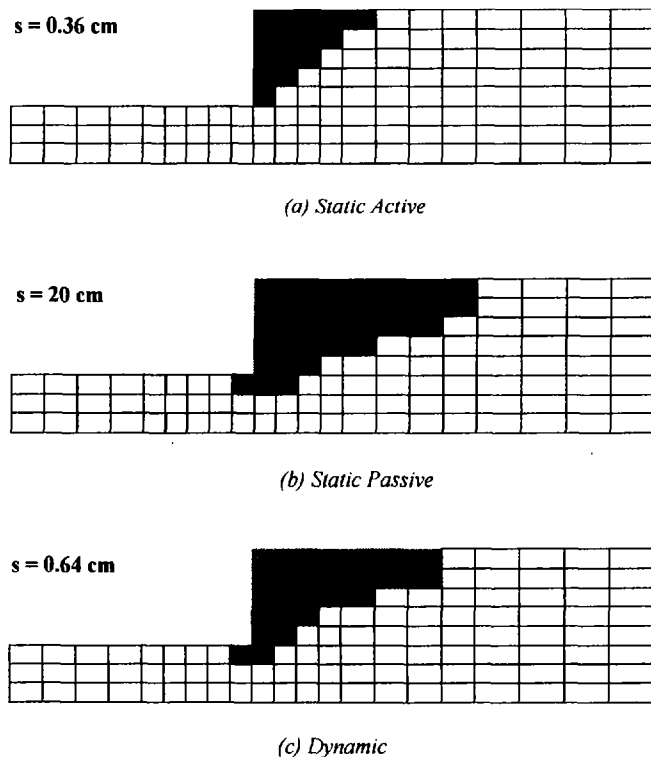 s = 0.36 cm
(a) Static Active
s = 20 cm
(b) Static Passive
s = 0.64 cm
(c) Dynamic